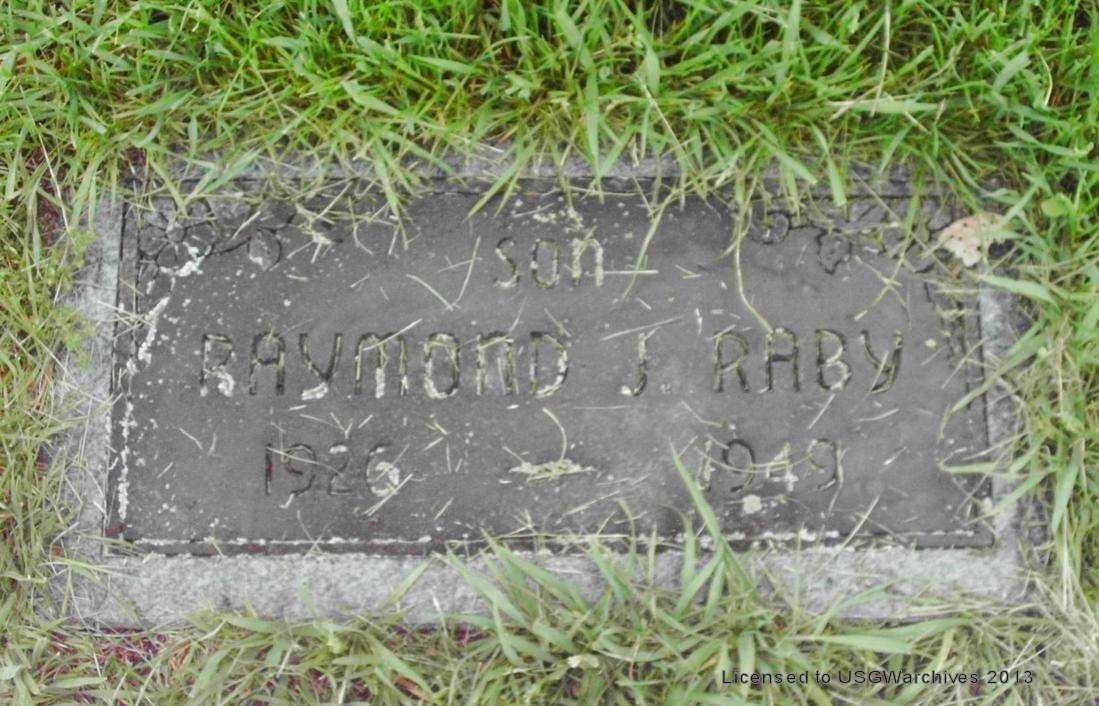 SON
RAYMOND J. RABY
1926 — 1949
Licensed to USGWarchives 2013